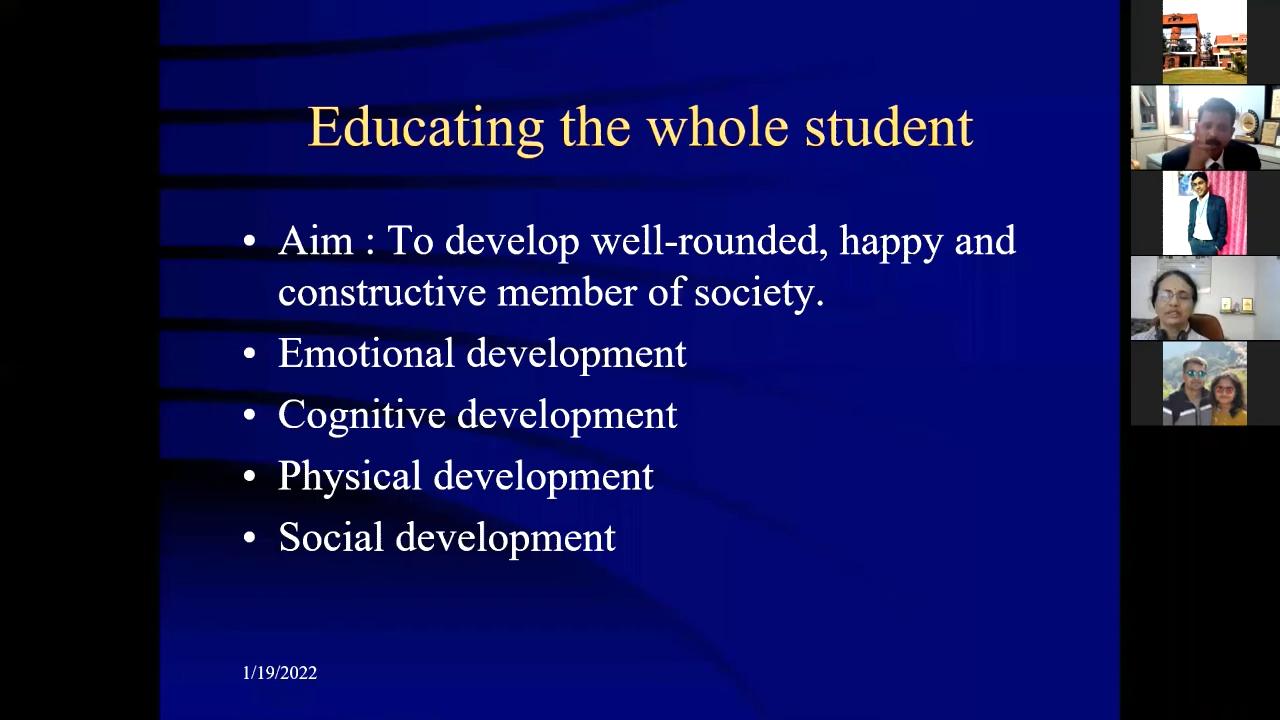 Educating the whole student
• Aim : To develop well-rounded, happy and
constructive member of society.
• Emotional development
• Cognitive development
• Physical development
• Social development
1/19/2022